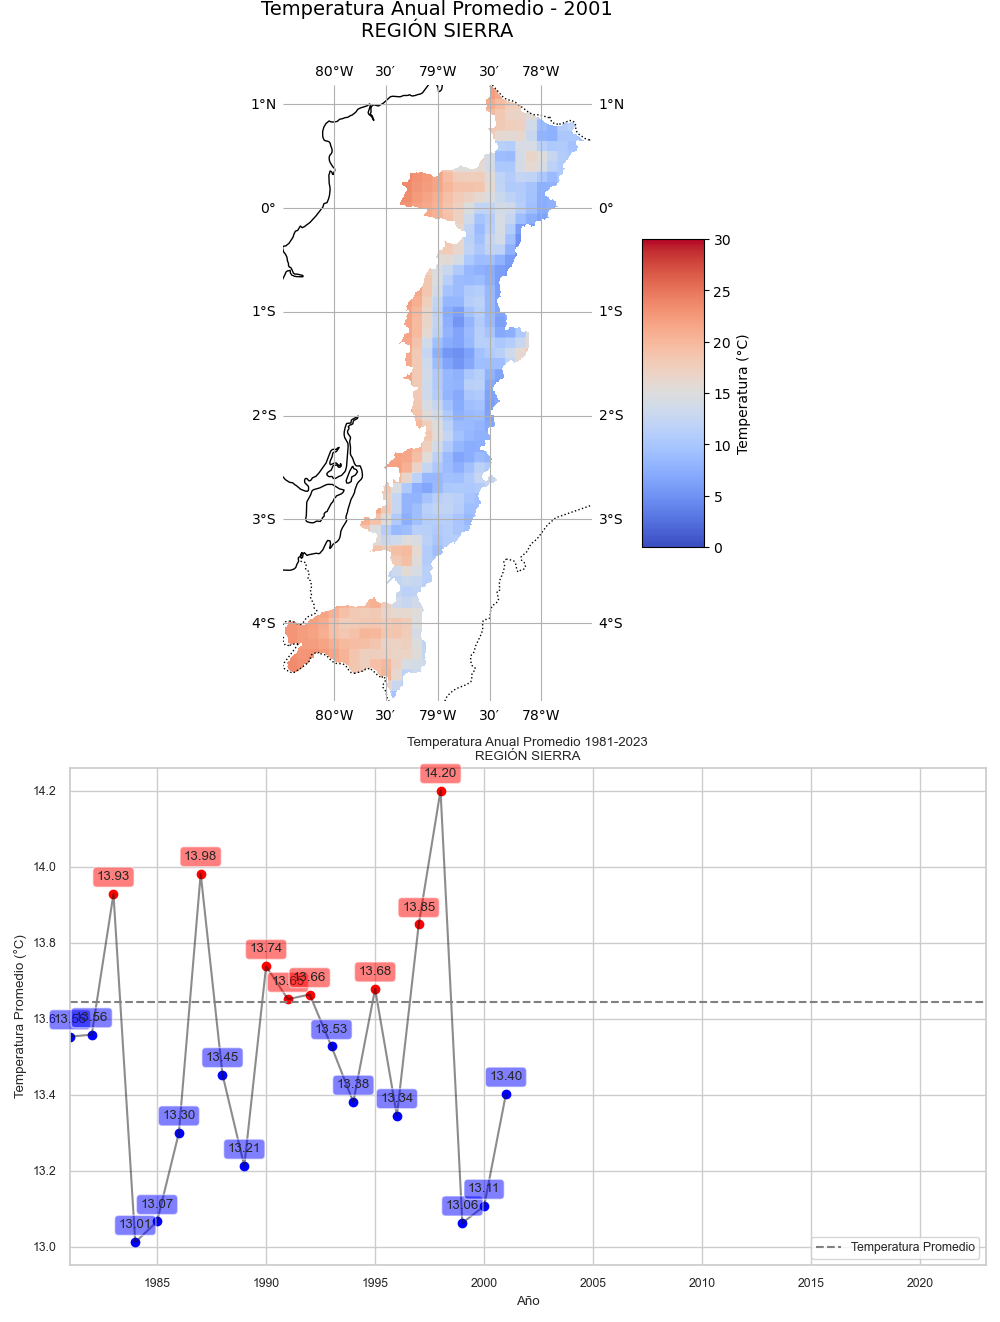 Temperatura Anual Promedio - 2001
REGIÓN SIERRA
80°W 30′ 79°W 30′ 78°W
1°N 1°N
0° 0°
1°S 1°S
2°S 2°S
3°S 3°S
4°S 4°S
80°W 30′ 79°W 30′ 78°W
30
25
20
15
10
5
0
Temperatura (°C)
Temperatura Anual Promedio 1981-2023
REGIÓN SIERRA
Temperatura Promedio (°C)
14.2
14.0
13.8
13.6
13.4
13.2
13.0
13.56
13.93
13.01
13.07
13.30
13.98
13.45
13.21
13.74
13.65
13.66
13.53
13.38
13.68
13.34
13.85
14.20
13.06
13.11
13.40
Temperatura Promedio
1985 1990 1995 2000 2005 2010 2015 2020
Año